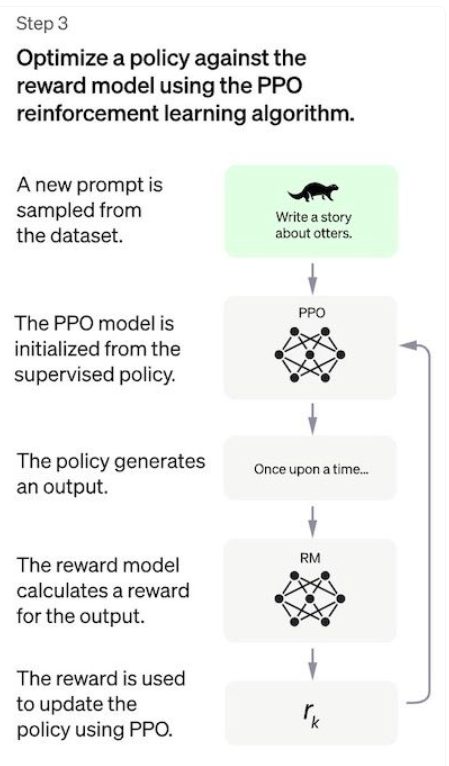 Step 3
Optimize a policy against the
reward model using the PPO
reinforcement learning algorithm.
A new prompt is
sampled from
the dataset.
Write a story
about otters.
The PPO model is
initialized from the
supervised policy.
PPO
The policy generates
an output.
Once upon a time...
The reward model
calculates a reward
for the output.
RM
The reward is used
to update the
policy using PPO.
rₖ